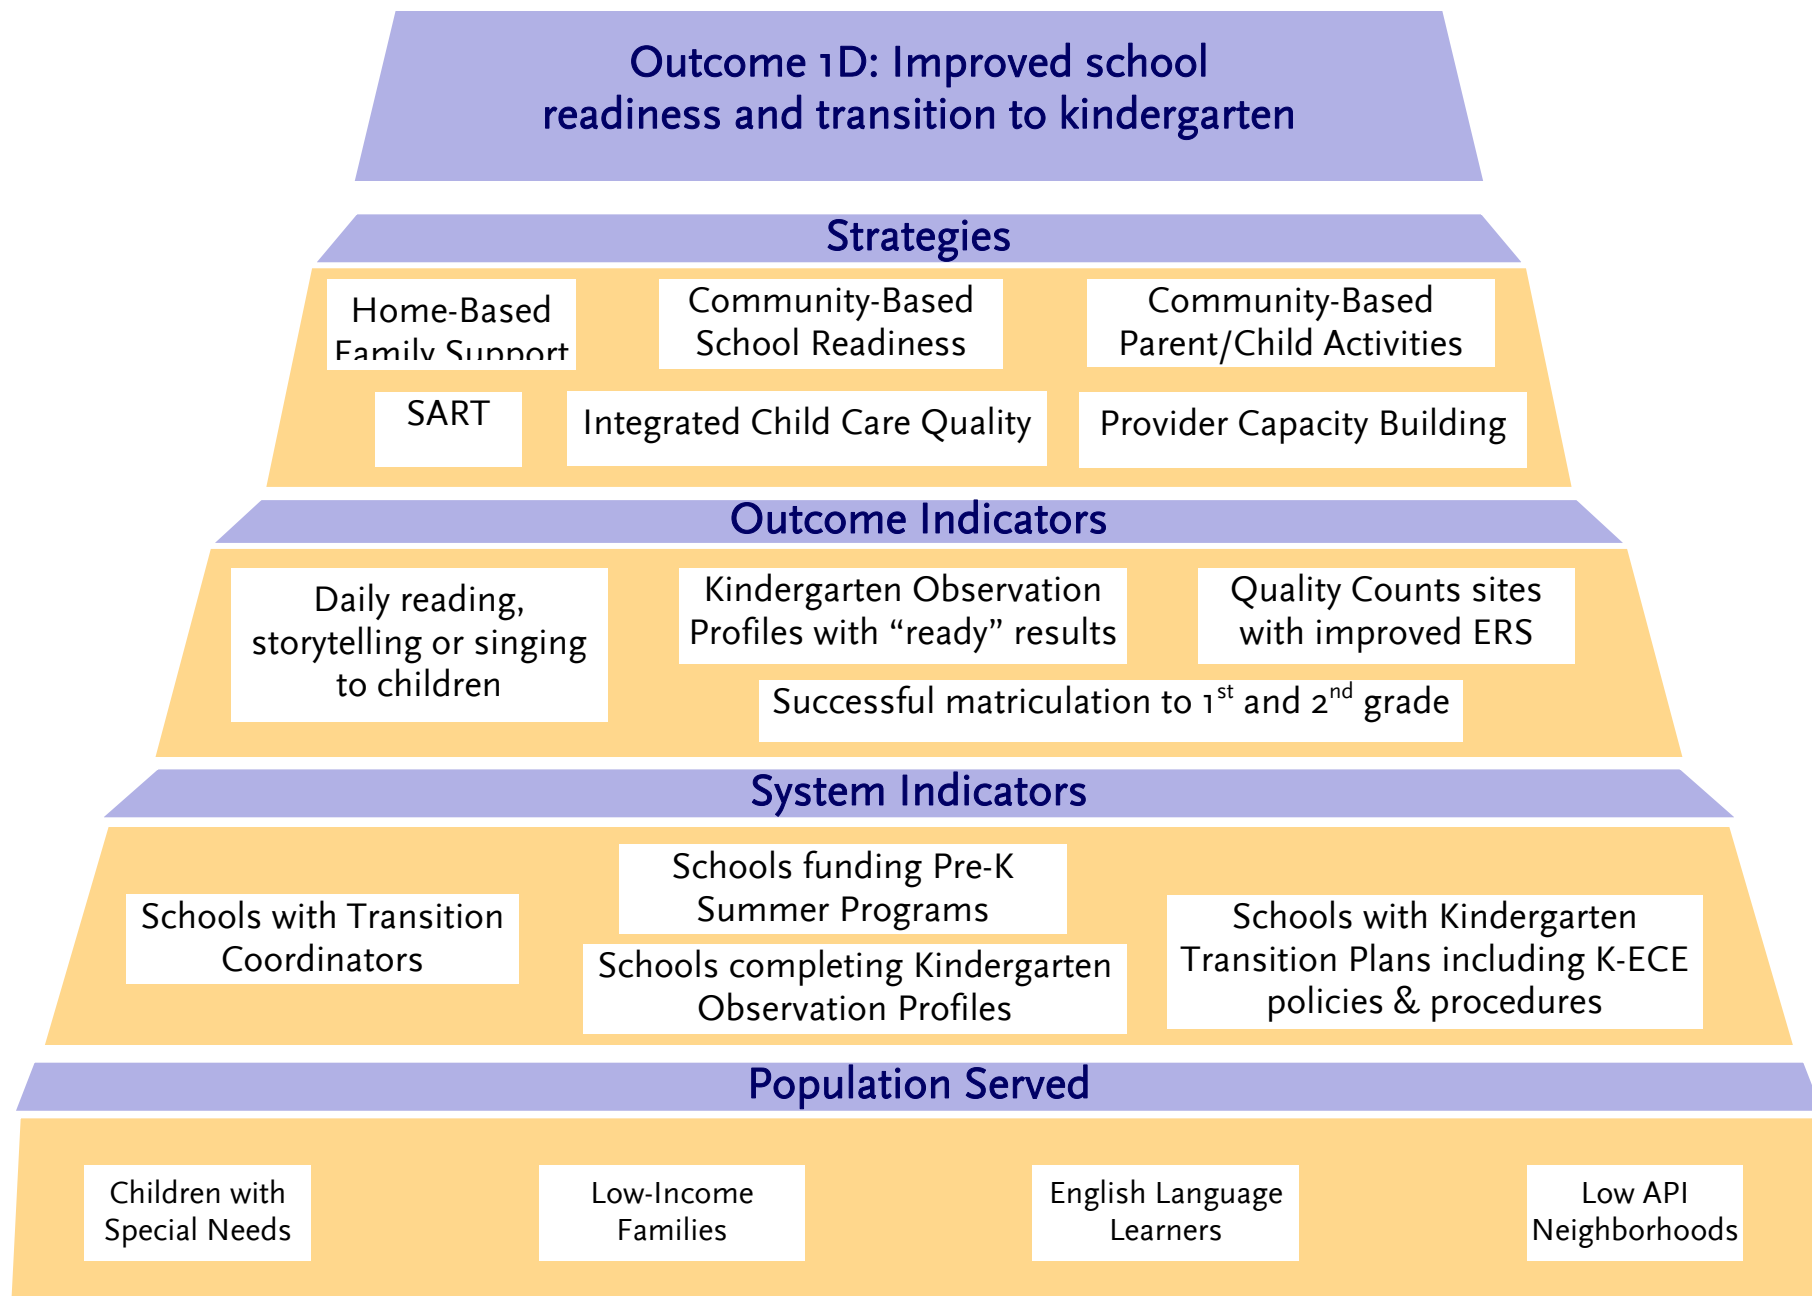 Outcome 1D: Improved school
readiness and transition to kindergarten
Strategies
Home-Based
Family Support
Community-Based
School Readiness
Community-Based
Parent/Child Activities
SART
Integrated Child Care Quality
Provider Capacity Building
Outcome Indicators
Daily reading,
storytelling or singing
to children
Kindergarten Observation
Profiles with “ready” results
Quality Counts sites
with improved ERS
Successful matriculation to 1st and 2nd grade
System Indicators
Schools with Transition
Coordinators
Schools funding Pre-K
Summer Programs
Schools completing Kindergarten
Observation Profiles
Schools with Kindergarten
Transition Plans including K-ECE
policies & procedures
Population Served
Children with
Special Needs
Low-Income
Families
English Language
Learners
Low API
Neighborhoods